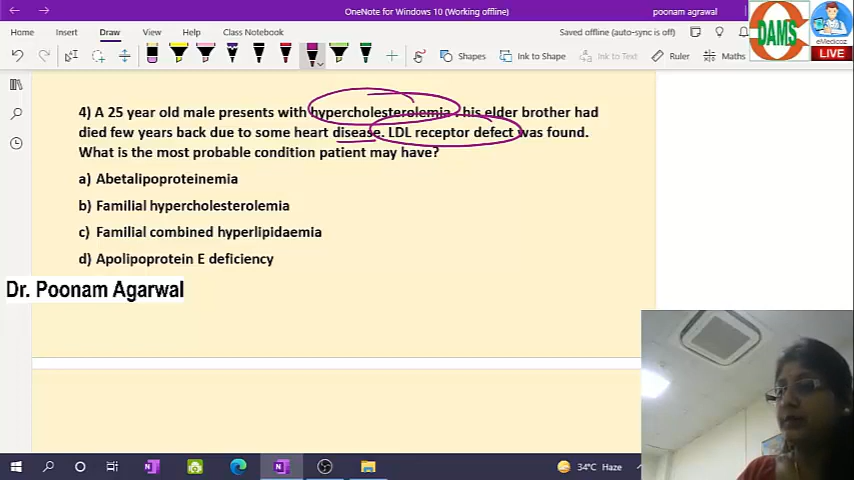 OneNote for Windows 10 (Working offline)
poonam agrawal
Home
Insert
Draw
View
Help
Class Notebook
Saved offline (auto-sync is off)
Shapes
Ink to Shape
Ink to Text
Ruler
Maths
DAMS
eMedicoz
LIVE
4) A 25 year old male presents with hypercholesterolemia . his elder brother had
died few years back due to some heart disease. LDL receptor defect was found.
What is the most probable condition patient may have?
a) Abetalipoproteinemia
b) Familial hypercholesterolemia
c) Familial combined hyperlipidaemia
d) Apolipoprotein E deficiency
Dr. Poonam Agarwal
34°C Haze